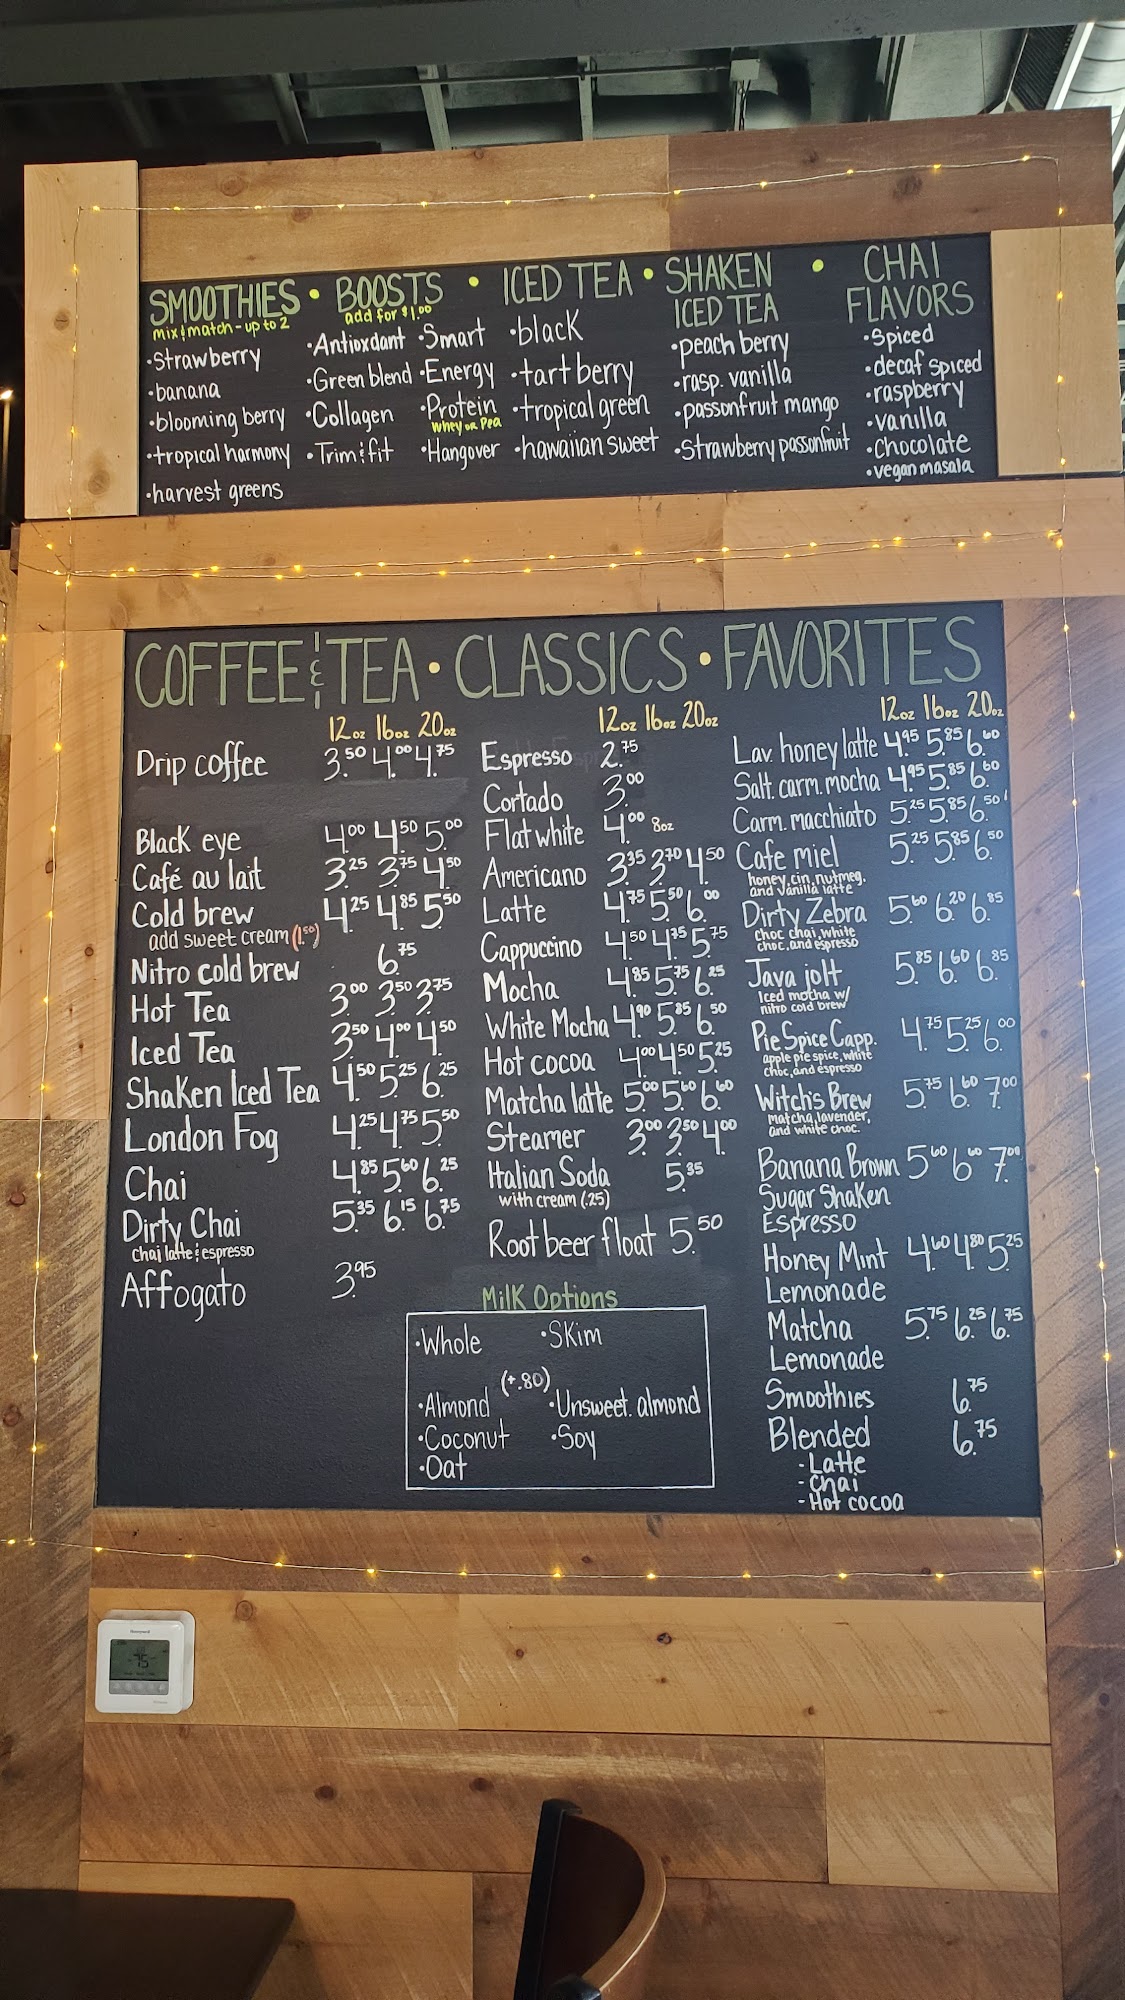 SMOOTHIES • BOOSTS • ICED TEA • SHAKEN ICED TEA • CHAI FLAVORS
SMOOTHIES
mix & match - up to 2
•Strawberry
•banana
•blooming berry
•tropical harmony
•harvest greens
BOOSTS
add for $1.00
•Antioxdant •Smart
•Green blend •Energy
•Collagen •Protein
whey or Pea
•Trim & fit •Hangover
ICED TEA
•black
•tart berry
•tropical green
•hawaiian sweet
SHAKEN
ICED TEA
•peach berry
•rasp. vanilla
•passonfruit mango
•Strawberry passonfruit
CHAI
FLAVORS
•Spiced
•decaf spiced
•raspberry
•vanilla
•Chocolate
•vegan masala
COFFEE & TEA • CLASSICS • FAVORITES
12oz 16oz 20oz
Drip coffee 3.50 4.00 4.75
Black eye 4.00 4.50 5.00
Café au lait 3.25 3.75 4.50
Cold brew 4.25 4.85 5.50
add sweet cream (1.50)
Nitro cold brew 6.75
Hot Tea 3.00 3.50 3.75
Iced Tea 3.50 4.00 4.50
Shaken Iced Tea 4.50 5.25 6.25
London Fog 4.25 4.75 5.50
Chai 4.85 5.60 6.25
Dirty Chai 5.35 6.15 6.75
chai latte & espresso
Affogato 3.95
12oz 16oz 20oz
Espresso 2.75
Cortado 3.00
Flat white 4.00 8oz
Americano 3.35 3.70 4.50
Latte 4.75 5.50 6.00
Cappuccino 4.50 4.75 5.75
Mocha 4.85 5.75 6.25
White Mocha 4.90 5.85 6.50
Hot cocoa 4.00 4.50 5.25
Matcha latte 5.00 5.60 6.60
Steamer 3.00 3.50 4.00
Italian Soda 5.35
with cream (.25)
Root beer float 5.50
Milk Options
•Whole •Skim
(+.80)
•Almond •Unsweet. almond
•Coconut •Soy
•Oat
12oz 16oz 20oz
Lav. honey latte 4.95 5.85 6.60
Salt. carm. mocha 4.95 5.85 6.60
Carm. macchiato 5.25 5.85 6.50
Cafe miel 5.25 5.85 6.50
honey, cin, nutmeg,
and vanilla latte
Dirty Zebra 5.60 6.20 6.85
choc chai, white
choc, and espresso
Java jolt 5.85 6.60 6.85
Iced mocha w/
nitro cold brew
Pie Spice Capp. 4.75 5.25 6.00
apple pie spice, white
choc, and espresso
Witch's Brew 5.75 6.60 7.00
Matcha, lavender,
and white choc.
Banana Brown 5.60 6.60 7.00
Sugar Shaken
Espresso
Honey Mint 4.60 4.80 5.25
Lemonade
Matcha 5.75 6.25 6.75
Lemonade
Smoothies 6.75
Blended 6.75
- Latte
- Chai
- Hot cocoa
Honeywell
75